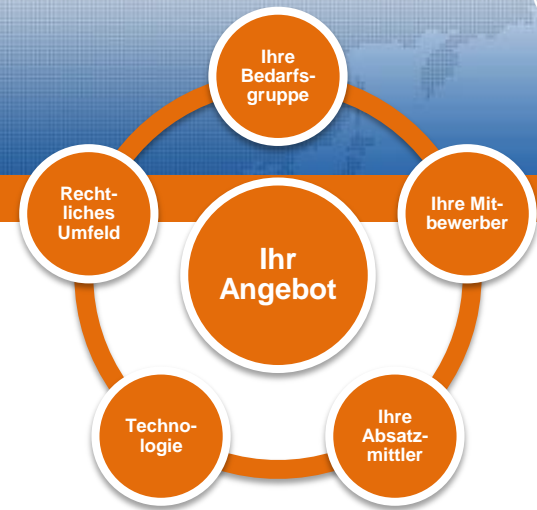 Ihre
Bedarfs-
gruppe
Recht-
liches
Umfeld
Ihre Mit-
bewerber
Ihr
Angebot
Techno-
logie
Ihre
Absatz-
mittler